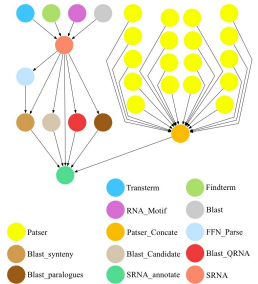 Transterm
Findterm
RNA_Motif
Blast
Patser
Patser_Concate
FFN_Parse
Blast_synteny
Blast_Candidate
Blast_QRNA
Blast_paralogues
SRNA_annotate
SRNA